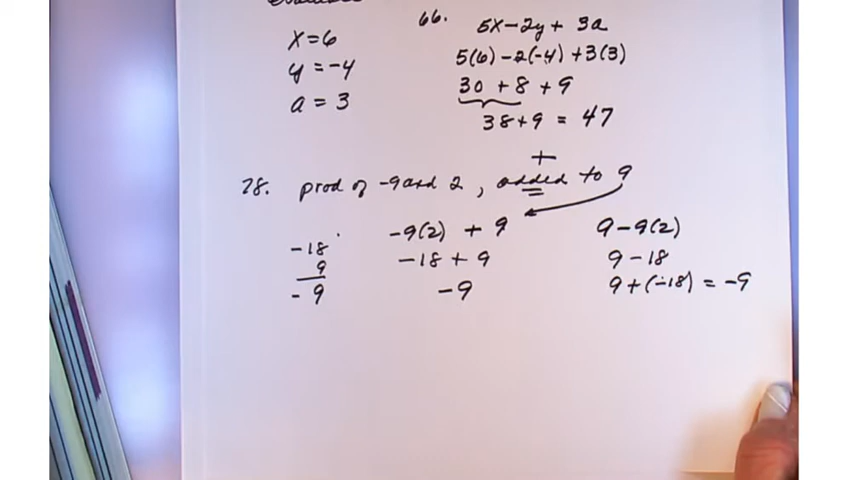 x = 6
y = -4
a = 3
66. 5x - 2y + 3a
5(6) - 2(-4) + 3(3)
30 + 8 + 9
38 + 9 = 47
+
78. prod of -9 and 2, added to 9
-18
9
-9
-9(2) + 9
-18 + 9
-9
9 - 9(2)
9 - 18
9 + (-18) = -9